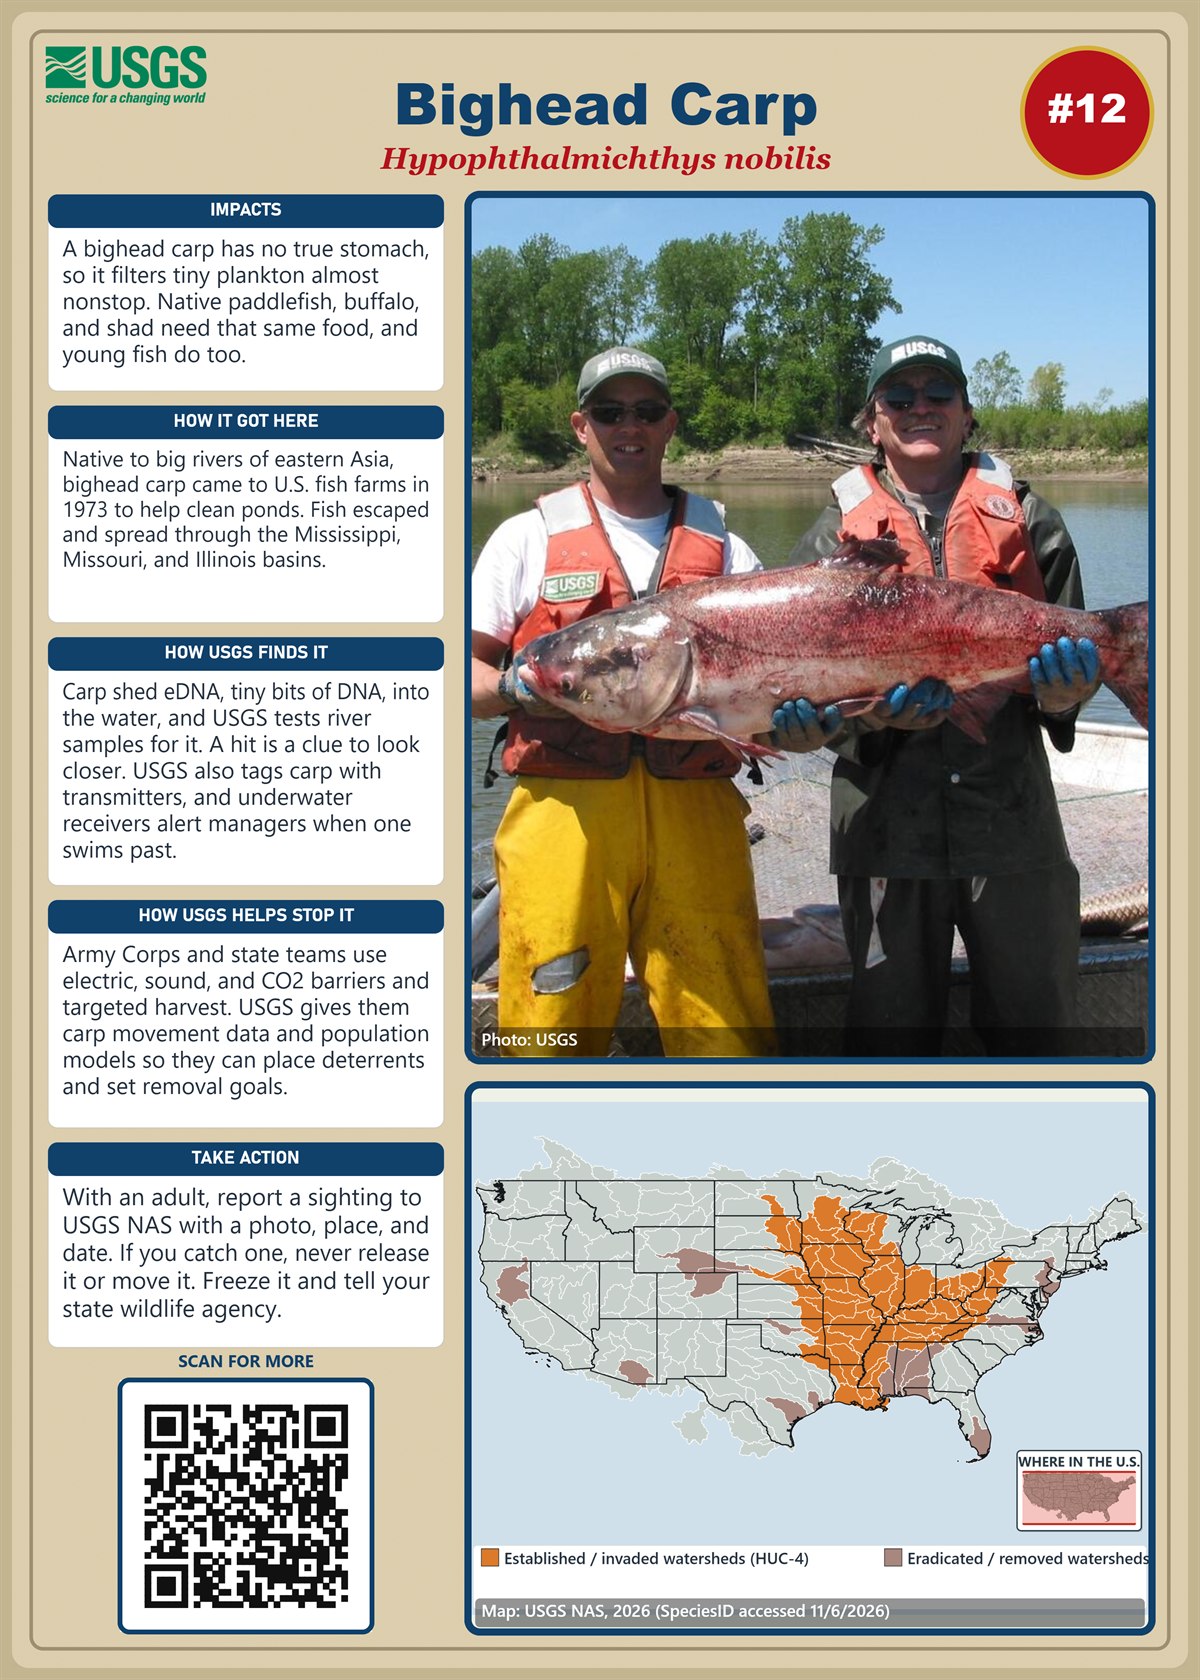 USGS
science for a changing world
Bighead Carp
Hypophthalmichthys nobilis
#12
IMPACTS
A bighead carp has no true stomach,
so it filters tiny plankton almost
nonstop. Native paddlefish, buffalo,
and shad need that same food, and
young fish do too.
HOW IT GOT HERE
Native to big rivers of eastern Asia,
bighead carp came to U.S. fish farms in
1973 to help clean ponds. Fish escaped
and spread through the Mississippi,
Missouri, and Illinois basins.
HOW USGS FINDS IT
Carp shed eDNA, tiny bits of DNA, into
the water, and USGS tests river
samples for it. A hit is a clue to look
closer. USGS also tags carp with
transmitters, and underwater
receivers alert managers when one
swims past.
HOW USGS HELPS STOP IT
Army Corps and state teams use
electric, sound, and CO2 barriers and
targeted harvest. USGS gives them
carp movement data and population
models so they can place deterrents
and set removal goals.
TAKE ACTION
With an adult, report a sighting to
USGS NAS with a photo, place, and
date. If you catch one, never release
it or move it. Freeze it and tell your
state wildlife agency.
SCAN FOR MORE
USGS
USGS
USGS
Photo: USGS
WHERE IN THE U.S.
Established / invaded watersheds (HUC-4)
Eradicated / removed watersheds
Map: USGS NAS, 2026 (SpeciesID accessed 11/6/2026)